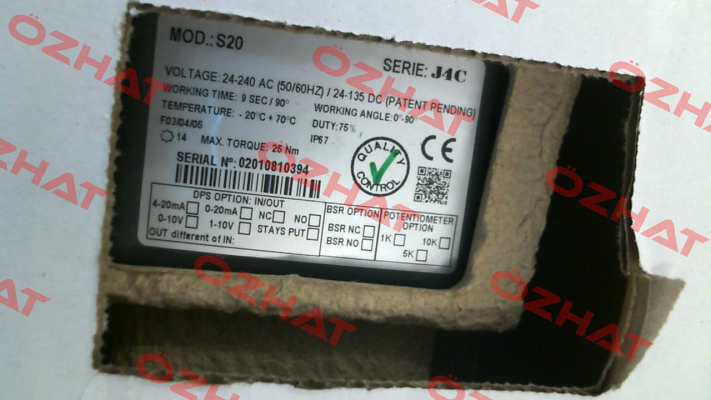 MOD.: S20
SERIE: J4C
VOLTAGE: 24-240 AC (50/60HZ) / 24-135 DC (PATENT PENDING)
WORKING TIME: 9 SEC / 90° WORKING ANGLE: 0°-90°
TEMPERATURE: - 20°C + 70°C DUTY: 75%
F03/04/05 IP67
14 MAX. TORQUE: 25 Nm
SERIAL Nº: 02010810394
QUALITY CONTROL
CE
DPS OPTION: IN/OUT
4-20mA 0-20mA NC NO
0-10V 1-10V STAYS PUT
OUT different of IN:
BSR OPTION
BSR NC
BSR NO
POTENTIOMETER OPTION
1K 10K
5K
ÖZHAT
ÖZHAT
ÖZHAT
ÖZHAT
ÖZHAT
ÖZHAT
ÖZHAT
ÖZHAT